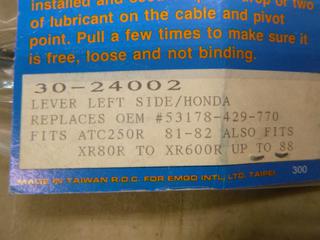 installed and
drop or two
of lubricant on the cable and pivot
point. Pull a few times to make sure it
is free, loose and not binding.
30-24002
LEVER LEFT SIDE/HONDA
REPLACES OEM #53178-429-770
FITS ATC250R 81-82 ALSO FITS
XR80R TO XR600R UP TO 88
MADE IN TAIWAN R.O.C. FOR EMGO INT'L, LTD. TAIPEI,
300